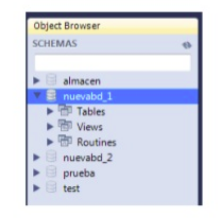 Object Browser
SCHEMAS
almacen
nuevabd_1
Tables
Views
Routines
nuevabd_2
prueba
test